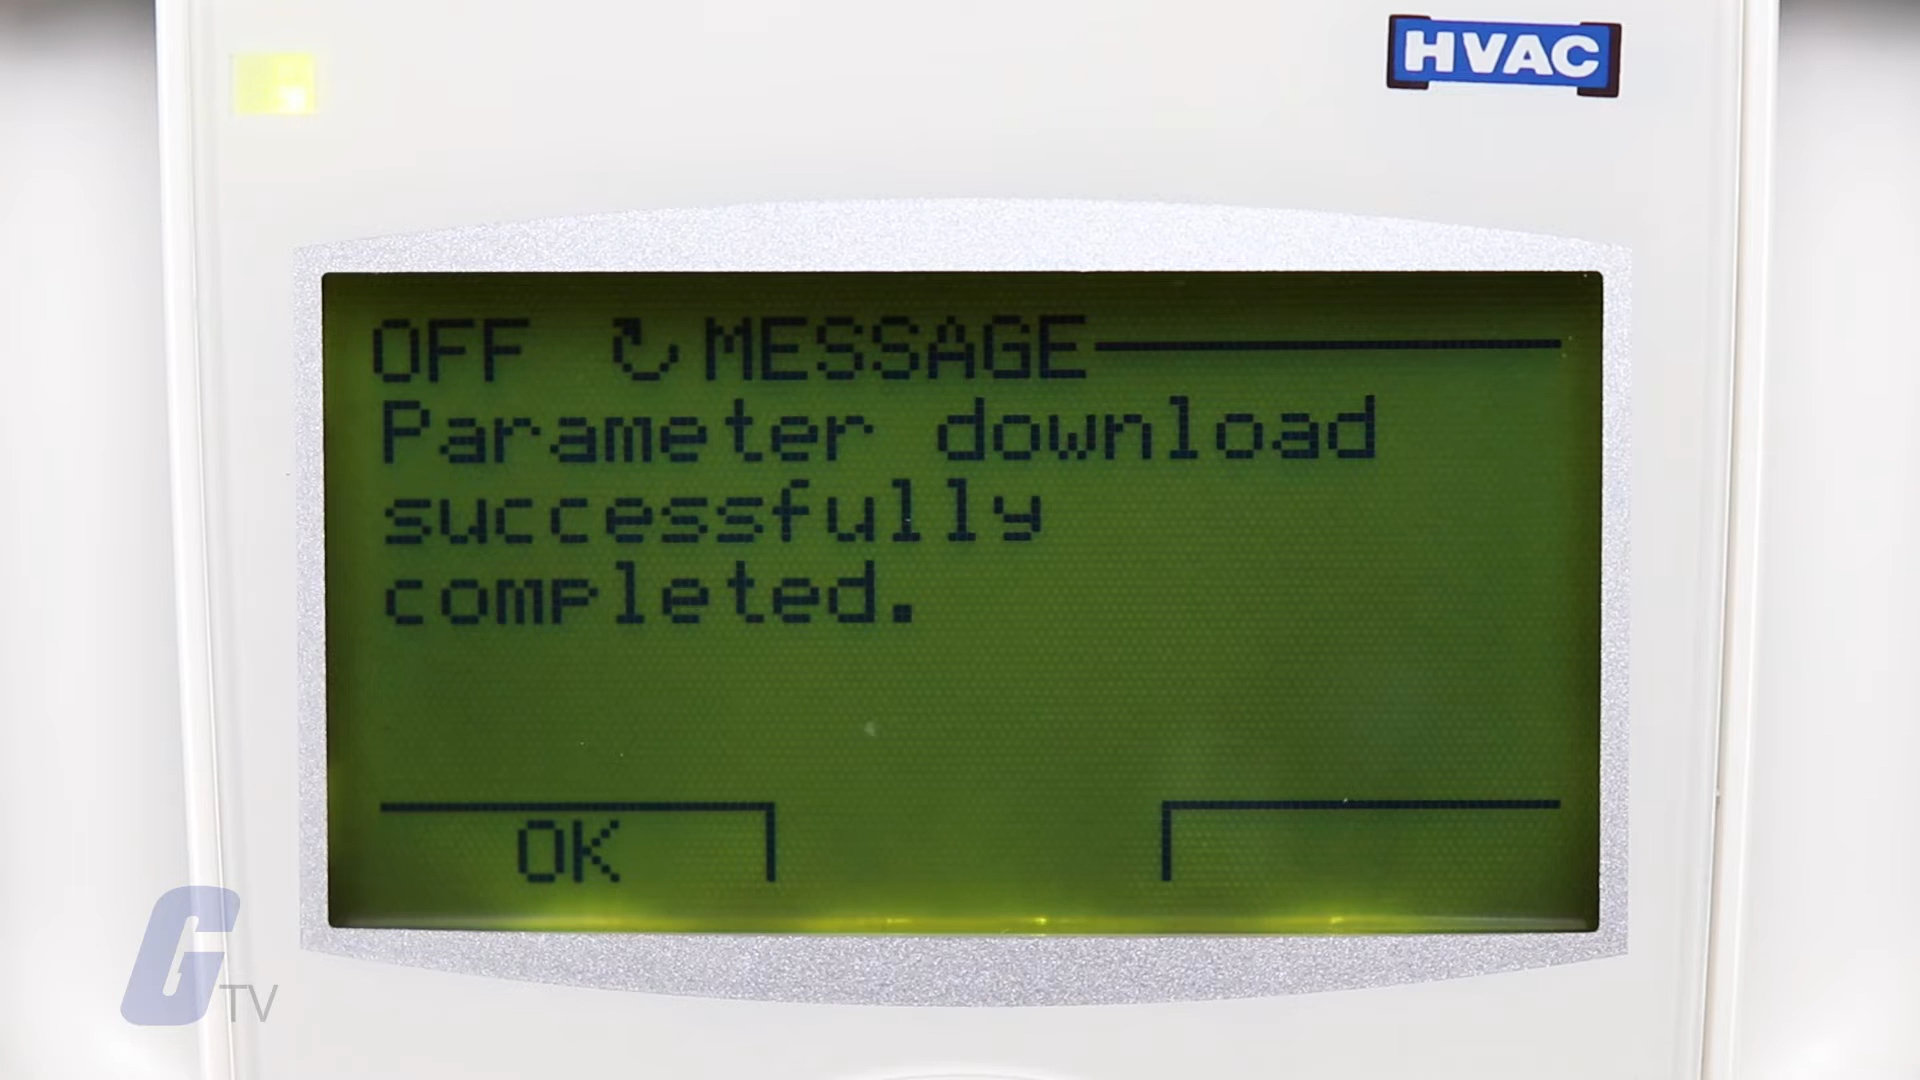 HVAC
OFF ↻ MESSAGE
Parameter download
successfully
completed.
OK
G TV